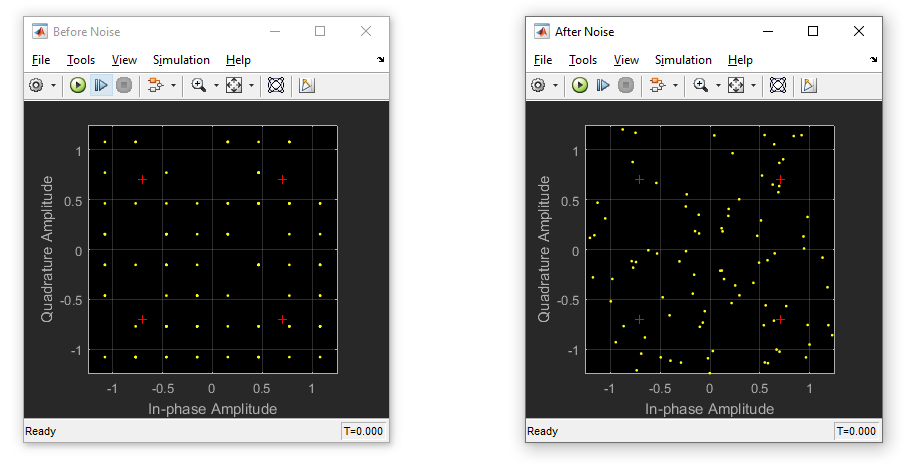 Before Noise
File Tools View Simulation Help
1
0.5
0
-0.5
-1
Quadrature Amplitude
-1 -0.5 0 0.5 1
In-phase Amplitude
Ready T=0.000
After Noise
File Tools View Simulation Help
1
0.5
0
-0.5
-1
Quadrature Amplitude
-1 -0.5 0 0.5 1
In-phase Amplitude
Ready T=0.000